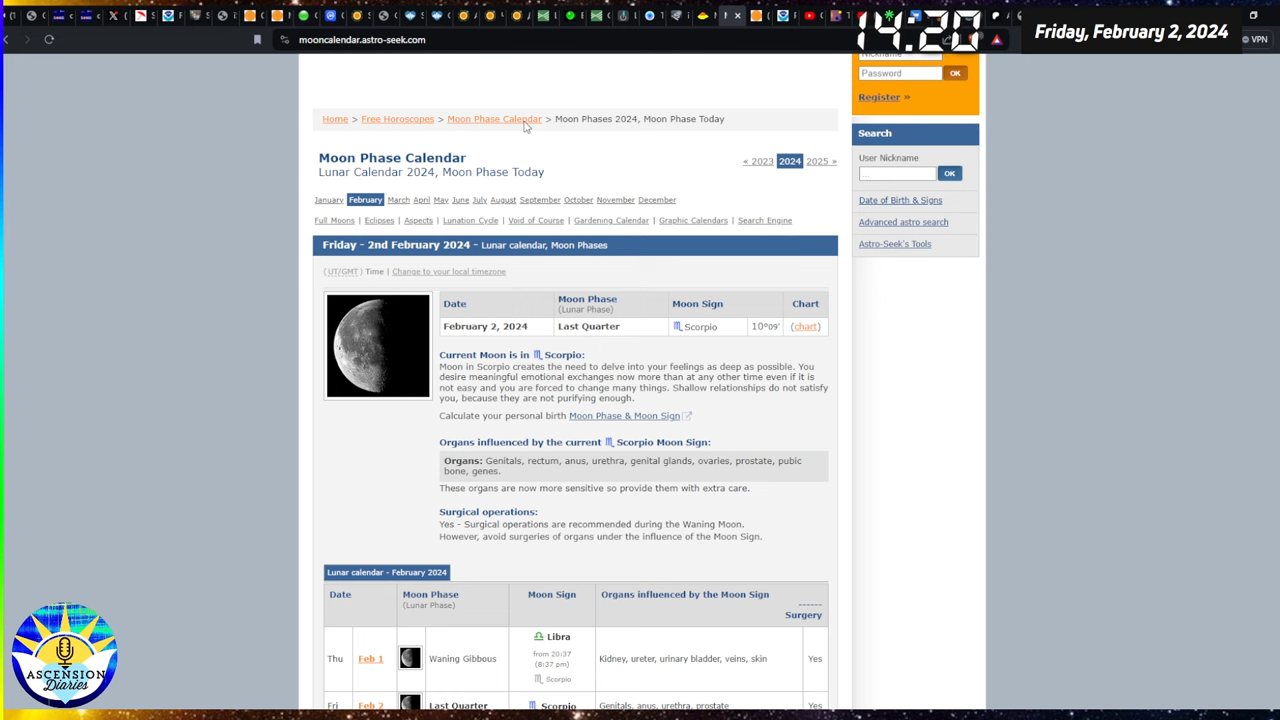 14:20
Friday, February 2, 2024
mooncalendar.astro-seek.com
VPN
Nickname
Password OK
Register »
Home > Free Horoscopes > Moon Phase Calendar > Moon Phases 2024, Moon Phase Today
Search
Moon Phase Calendar
Lunar Calendar 2024, Moon Phase Today
« 2023 2024 2025 »
User Nickname
... OK
January February March April May June July August September October November December
Date of Birth & Signs
Full Moons | Eclipses | Aspects | Lunation Cycle | Void of Course | Gardening Calendar | Graphic Calendars | Search Engine
Advanced astro search
Astro-Seek's Tools
Friday - 2nd February 2024 - Lunar calendar, Moon Phases
(UT/GMT) Time | Change to your local timezone
Date Moon Phase Moon Sign Chart
(Lunar Phase)
February 2, 2024 Last Quarter ♏ Scorpio 10°09' (chart)
Current Moon is in ♏ Scorpio:
Moon in Scorpio creates the need to delve into your feelings as deep as possible. You
desire meaningful emotional exchanges now more than at any other time even if it is
not easy and you are forced to change many things. Shallow relationships do not satisfy
you, because they are not purifying enough.
Calculate your personal birth Moon Phase & Moon Sign
Organs influenced by the current ♏ Scorpio Moon Sign:
Organs: Genitals, rectum, anus, urethra, genital glands, ovaries, prostate, pubic
bone, genes.
These organs are now more sensitive so provide them with extra care.
Surgical operations:
Yes - Surgical operations are recommended during the Waning Moon.
However, avoid surgeries of organs under the influence of the Moon Sign.
Lunar calendar - February 2024
Date Moon Phase Moon Sign Organs influenced by the Moon Sign
(Lunar Phase)
------
Surgery
Thu Feb 1 Waning Gibbous ♎ Libra
from 20:37
(8:37 pm)
♏ Scorpio
Kidney, ureter, urinary bladder, veins, skin Yes
Fri Feb 2 Last Quarter ♏ Scorpio Genitals, anus, urethra, prostate
ASCENSION
Diaries